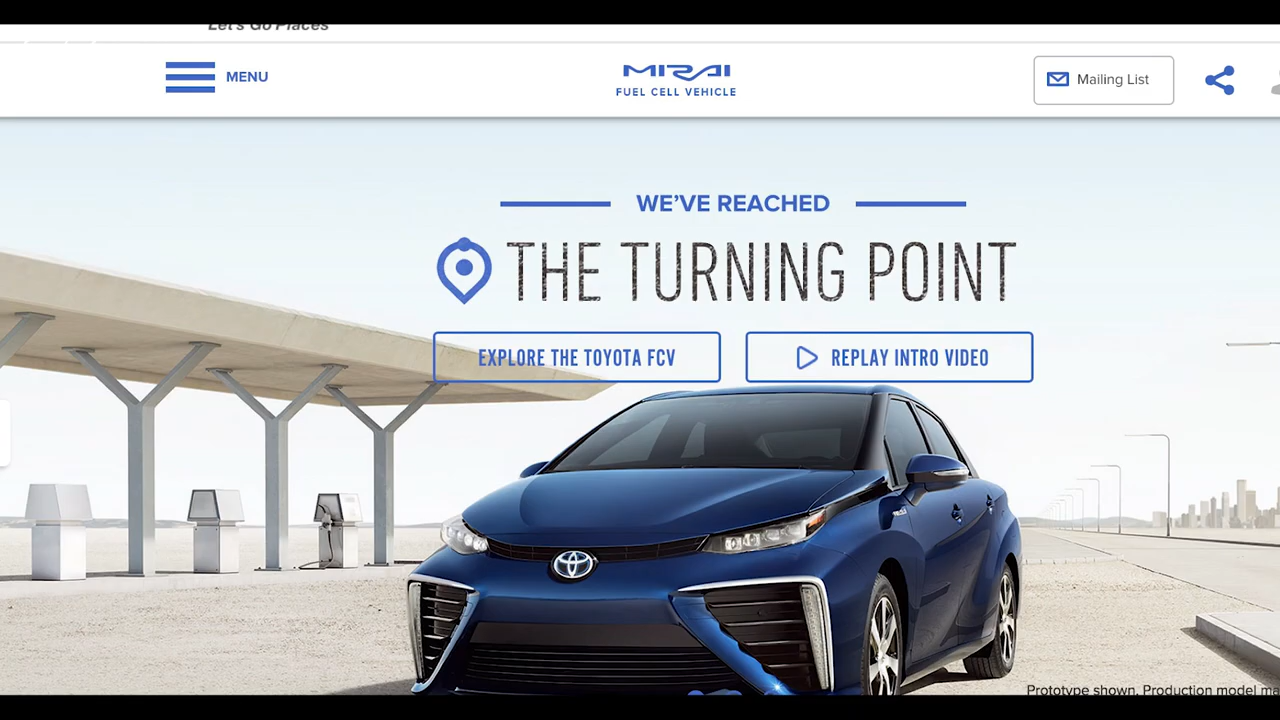 Let's Go Places
MENU
MIRAI
FUEL CELL VEHICLE
Mailing List
WE'VE REACHED
THE TURNING POINT
EXPLORE THE TOYOTA FCV
REPLAY INTRO VIDEO
Prototype shown. Production model